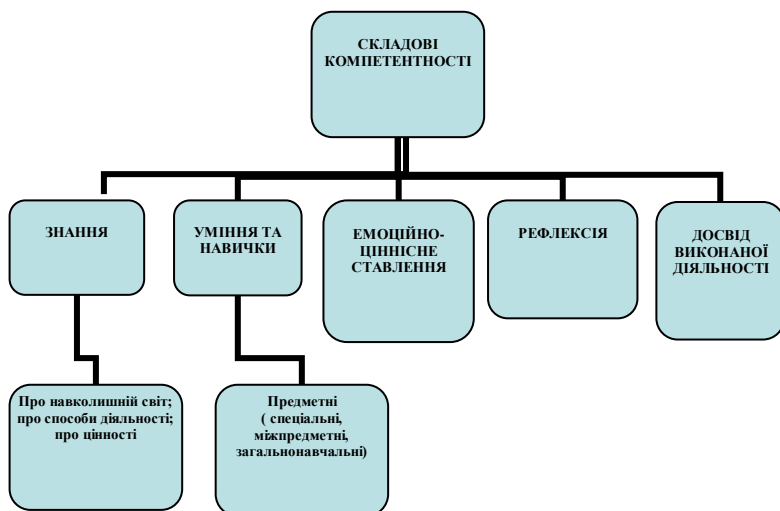 СКЛАДОВІ
КОМПЕТЕНТНОСТІ
ЗНАННЯ
УМІННЯ ТА
НАВИЧКИ
ЕМОЦІЙНО-
ЦІННІСНЕ
СТАВЛЕННЯ
РЕФЛЕКСІЯ
ДОСВІД
ВИКОНАНОЇ
ДІЯЛЬНОСТІ
Про навколишній світ;
про способи діяльності;
про цінності
Предметні
( спеціальні,
міжпредметні,
загальнонавчальні)